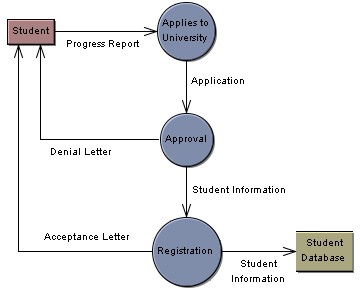 Applies to
University
Student
Progress Report
Application
Approval
Denial Letter
Student Information
Acceptance Letter
Registration
Student
Database
Student
Information